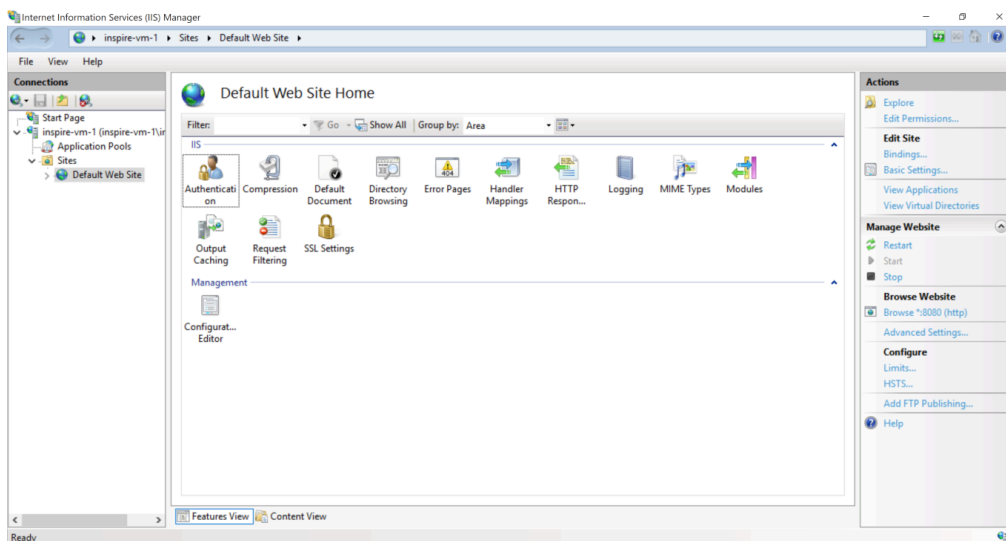 Internet Information Services (IIS) Manager
inspire-vm-1 Sites Default Web Site
File View Help
Connections
Start Page
inspire-vm-1 (inspire-vm-1\ir
Application Pools
Sites
Default Web Site
Default Web Site Home
Filter: Go Show All Group by: Area
IIS
Authenticati
on
Compression
Default
Document
Directory
Browsing
Error Pages
Handler
Mappings
HTTP
Respon...
Logging
MIME Types
Modules
Output
Caching
Request
Filtering
SSL Settings
Management
Configurat...
Editor
Features View Content View
Actions
Explore
Edit Permissions...
Edit Site
Bindings...
Basic Settings...
View Applications
View Virtual Directories
Manage Website
Restart
Start
Stop
Browse Website
Browse *:8080 (http)
Advanced Settings...
Configure
Limits...
HSTS...
Add FTP Publishing...
Help
Ready